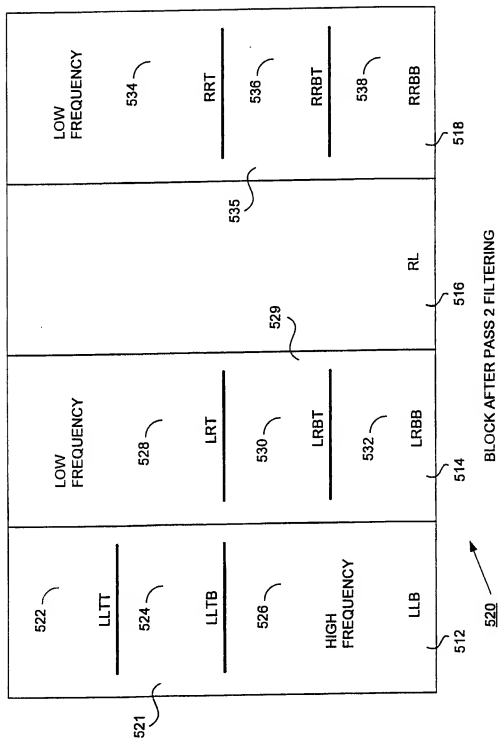 LOW
FREQUENCY
534
RRT
536
RRBT
538
RRBB
518
535
RL
516
529
LOW
FREQUENCY
528
LRT
530
LRBT
532
LRBB
514
522
LLTT
524
LLTB
526
HIGH
FREQUENCY
LLB
512
521
520
BLOCK AFTER PASS 2 FILTERING